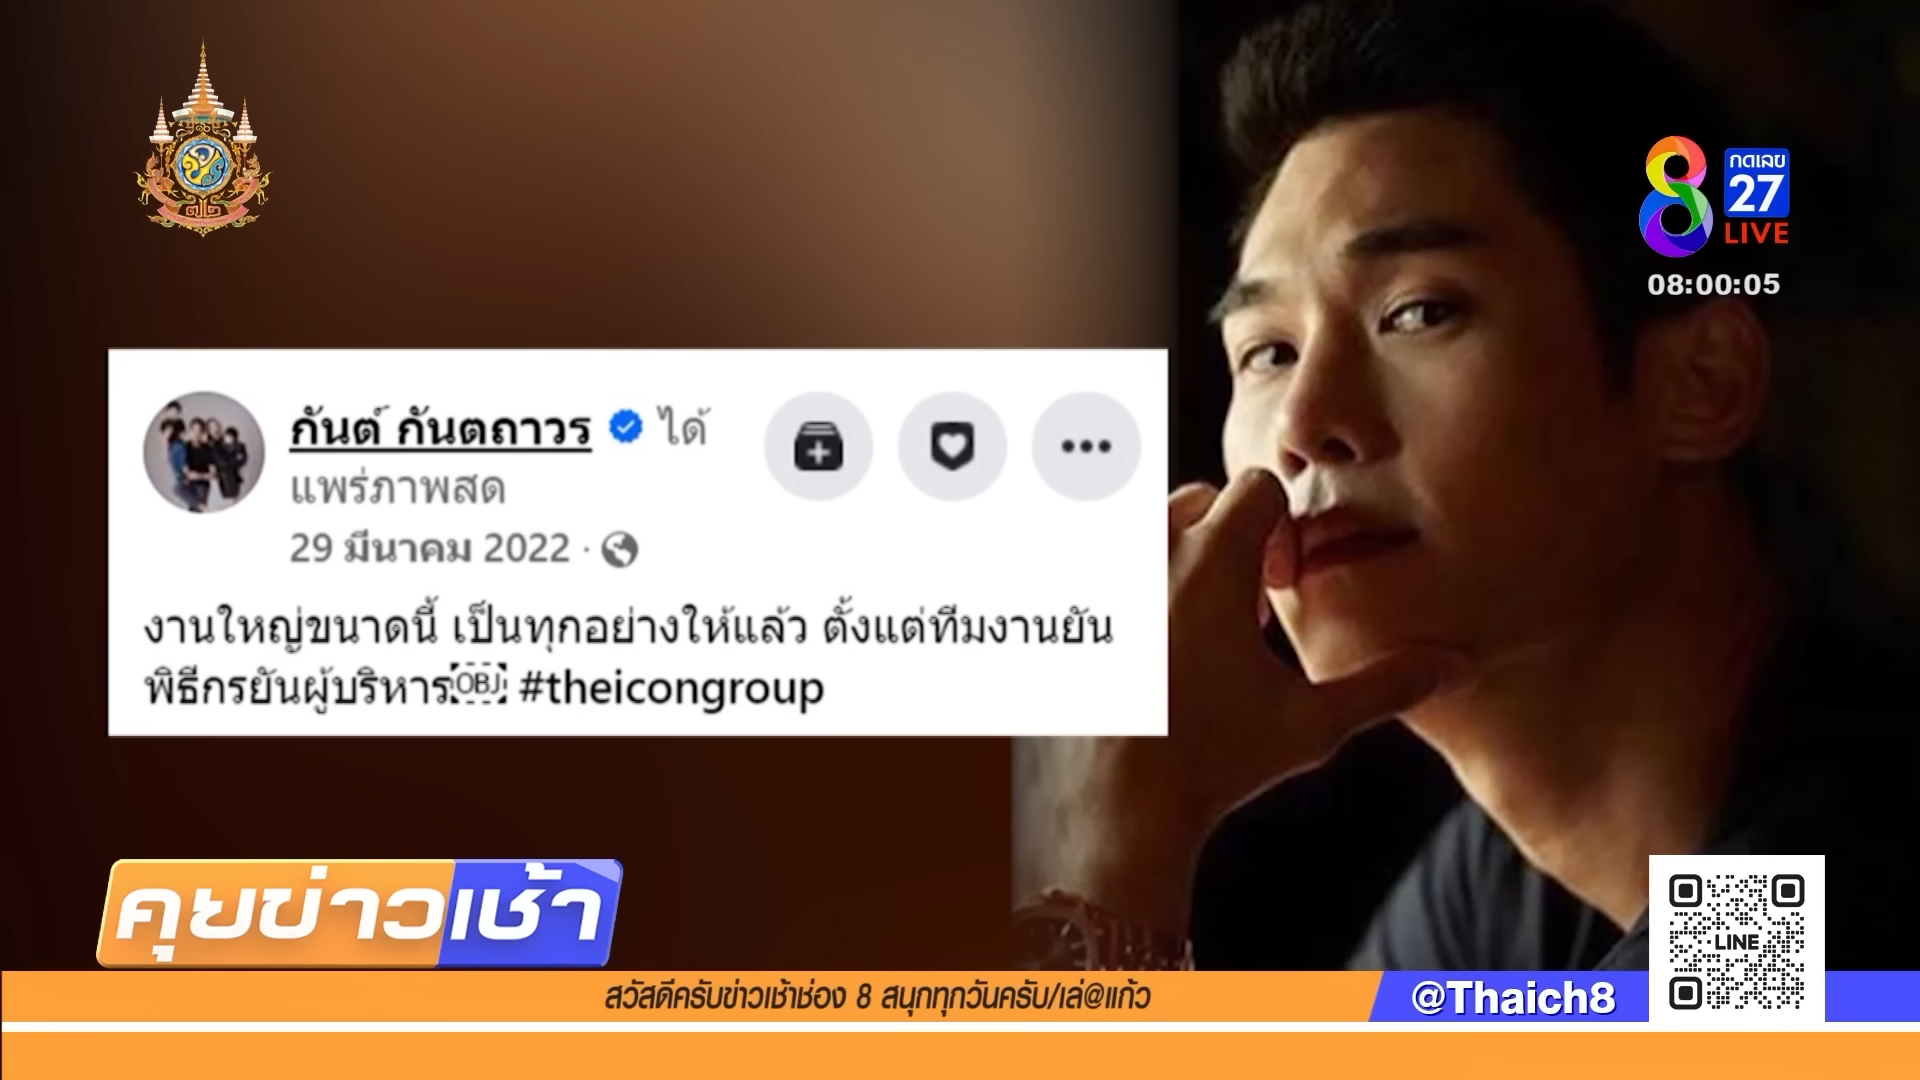 กดเลข
27
LIVE
08:00:05
กันต์ กันตถาวร ได้
แพร่ภาพสด
29 มีนาคม 2022 ·
งานใหญ่ขนาดนี้ เป็นทุกอย่างให้แล้ว ตั้งแต่ทีมงานยัน
พิธีกรยันผู้บริหาร￼ #theicongroup
คุยข่าวเช้า
สวัสดีครับข่าวเช้าช่อง 8 สนุกทุกวันครับ/เล่@แก้ว
@Thaich8
LINE